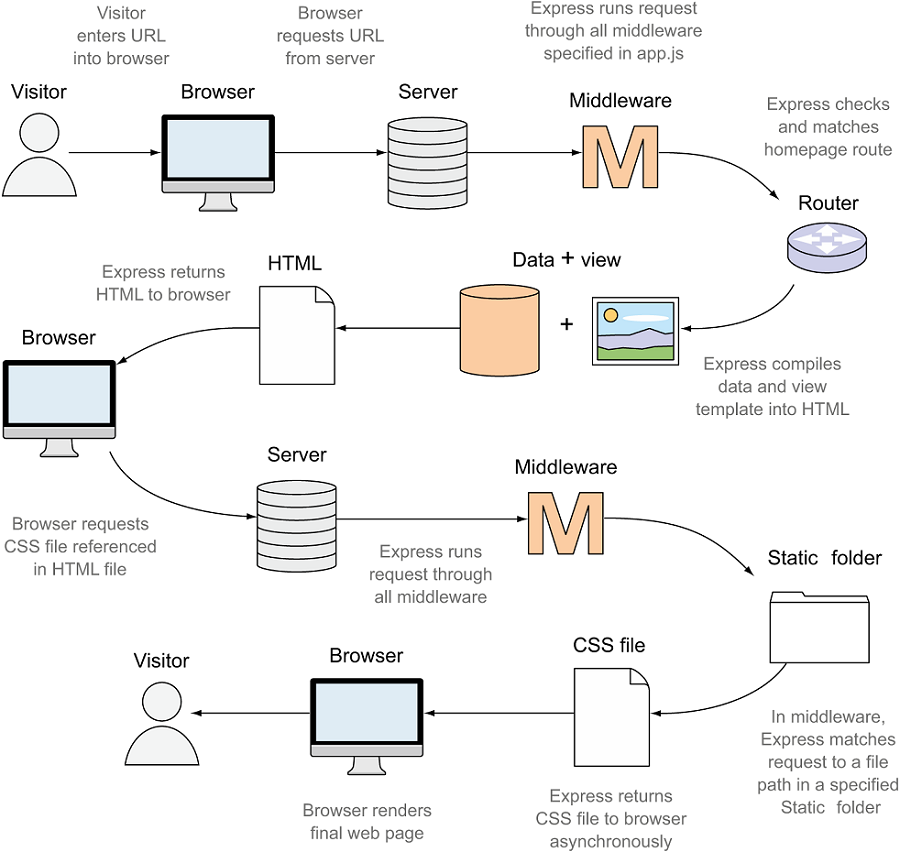 Visitor
enters URL
into browser
Browser
requests URL
from server
Express runs request
through all middleware
specified in app.js
Visitor
Browser
Server
Middleware
M
Express checks
and matches
homepage route
Router
Express returns
HTML to browser
HTML
Data + view
+
Browser
Express compiles
data and view
template into HTML
Server
Middleware
M
Browser requests
CSS file referenced
in HTML file
Express runs
request through
all middleware
Static folder
Visitor
Browser
CSS file
In middleware,
Express matches
request to a file
path in a specified
Static folder
Browser renders
final web page
Express returns
CSS file to browser
asynchronously